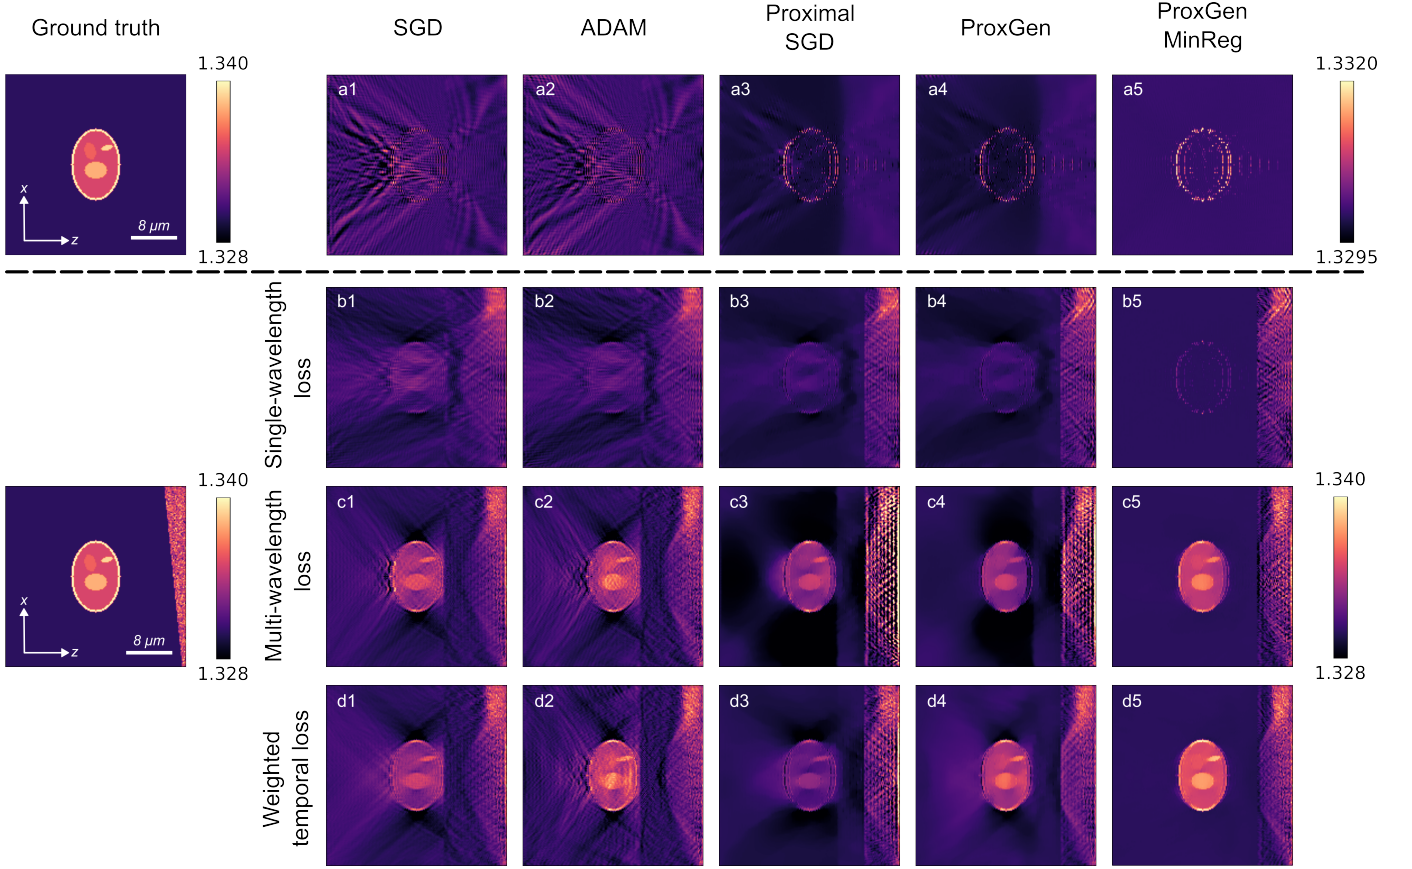 Ground truth
SGD
ADAM
Proximal
SGD
ProxGen
ProxGen
MinReg
1.340
1.328
x
z
8 μm
a1
a2
a3
a4
a5
1.3320
1.3295
Single-wavelength
loss
b1
b2
b3
b4
b5
1.340
1.328
x
z
8 μm
Multi-wavelength
loss
c1
c2
c3
c4
c5
1.340
1.328
Weighted
temporal loss
d1
d2
d3
d4
d5